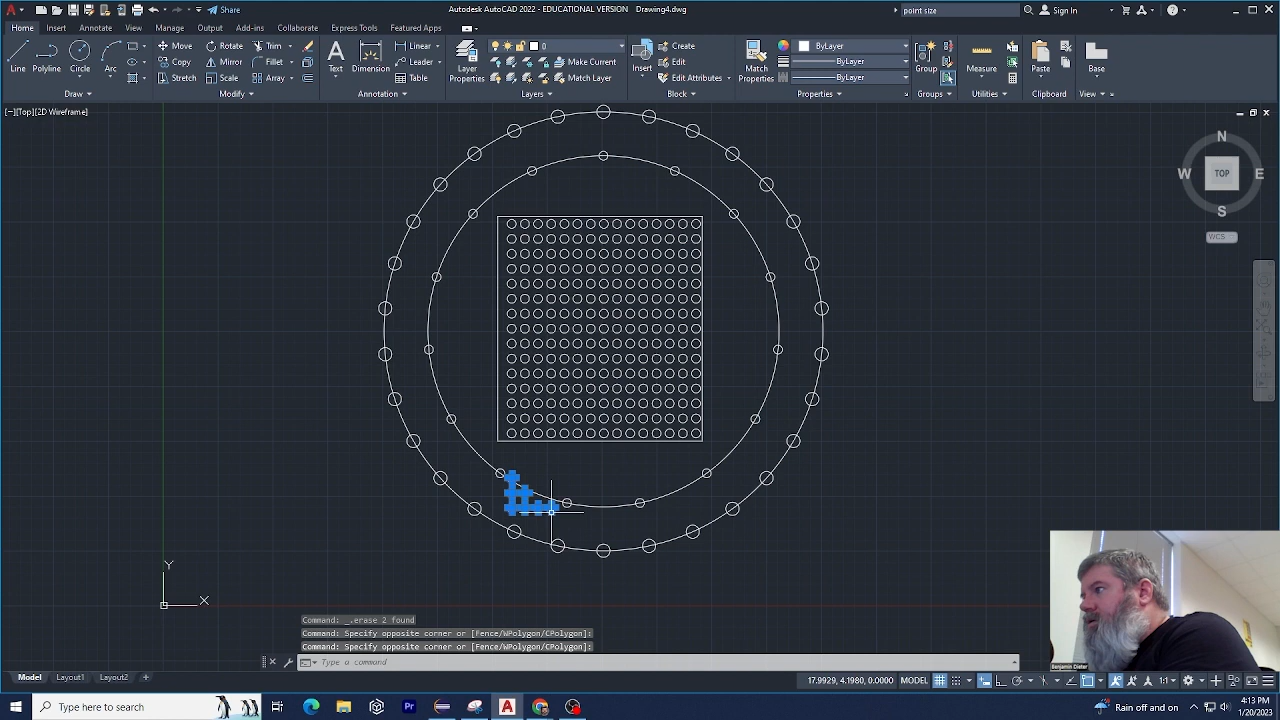 Share
Autodesk AutoCAD 2022 - EDUCATIONAL VERSION Drawing4.dwg
point size
Sign In
Home Insert Annotate View Manage Output Add-ins Collaborate Express Tools Featured Apps
Line Polyline Circle Arc
Move Rotate Trim
Copy Mirror Fillet
Stretch Scale Array
Text Dimension
Linear
Leader
Table
Layer Properties
0
Make Current
Match Layer
Insert
Create
Edit
Edit Attributes
Match Properties
ByLayer
ByLayer
ByLayer
Group Measure Paste Base
Draw Modify Annotation Layers Block Properties Groups Utilities Clipboard View
[−][Top][2D Wireframe]
N
W TOP E
S
WCS
Y
X
Command: _.erase 2 found
Command: Specify opposite corner or [Fence/WPolygon/CPolygon]:
Command: Specify opposite corner or [Fence/WPolygon/CPolygon]:
Type a command
Benjamin Dieter
Model Layout1 Layout2
17.9929, 4.1980, 0.0000 MODEL
1:1
Type here to search
Pr
Rain off and on
4:13 PM
1/20/2023